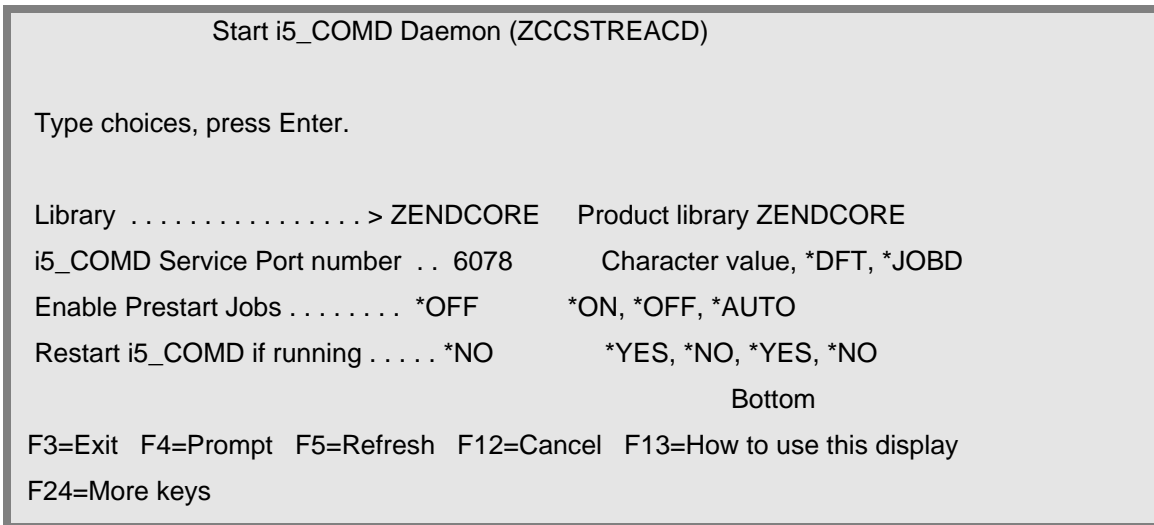 Start i5_COMD Daemon (ZCCSTREACD)
Type choices, press Enter.
Library . . . . . . . . . . . . . . . . > ZENDCORE Product library ZENDCORE
i5_COMD Service Port number . . 6078 Character value, *DFT, *JOBD
Enable Prestart Jobs . . . . . . . . *OFF *ON, *OFF, *AUTO
Restart i5_COMD if running . . . . . *NO *YES, *NO, *YES, *NO
Bottom
F3=Exit F4=Prompt F5=Refresh F12=Cancel F13=How to use this display
F24=More keys